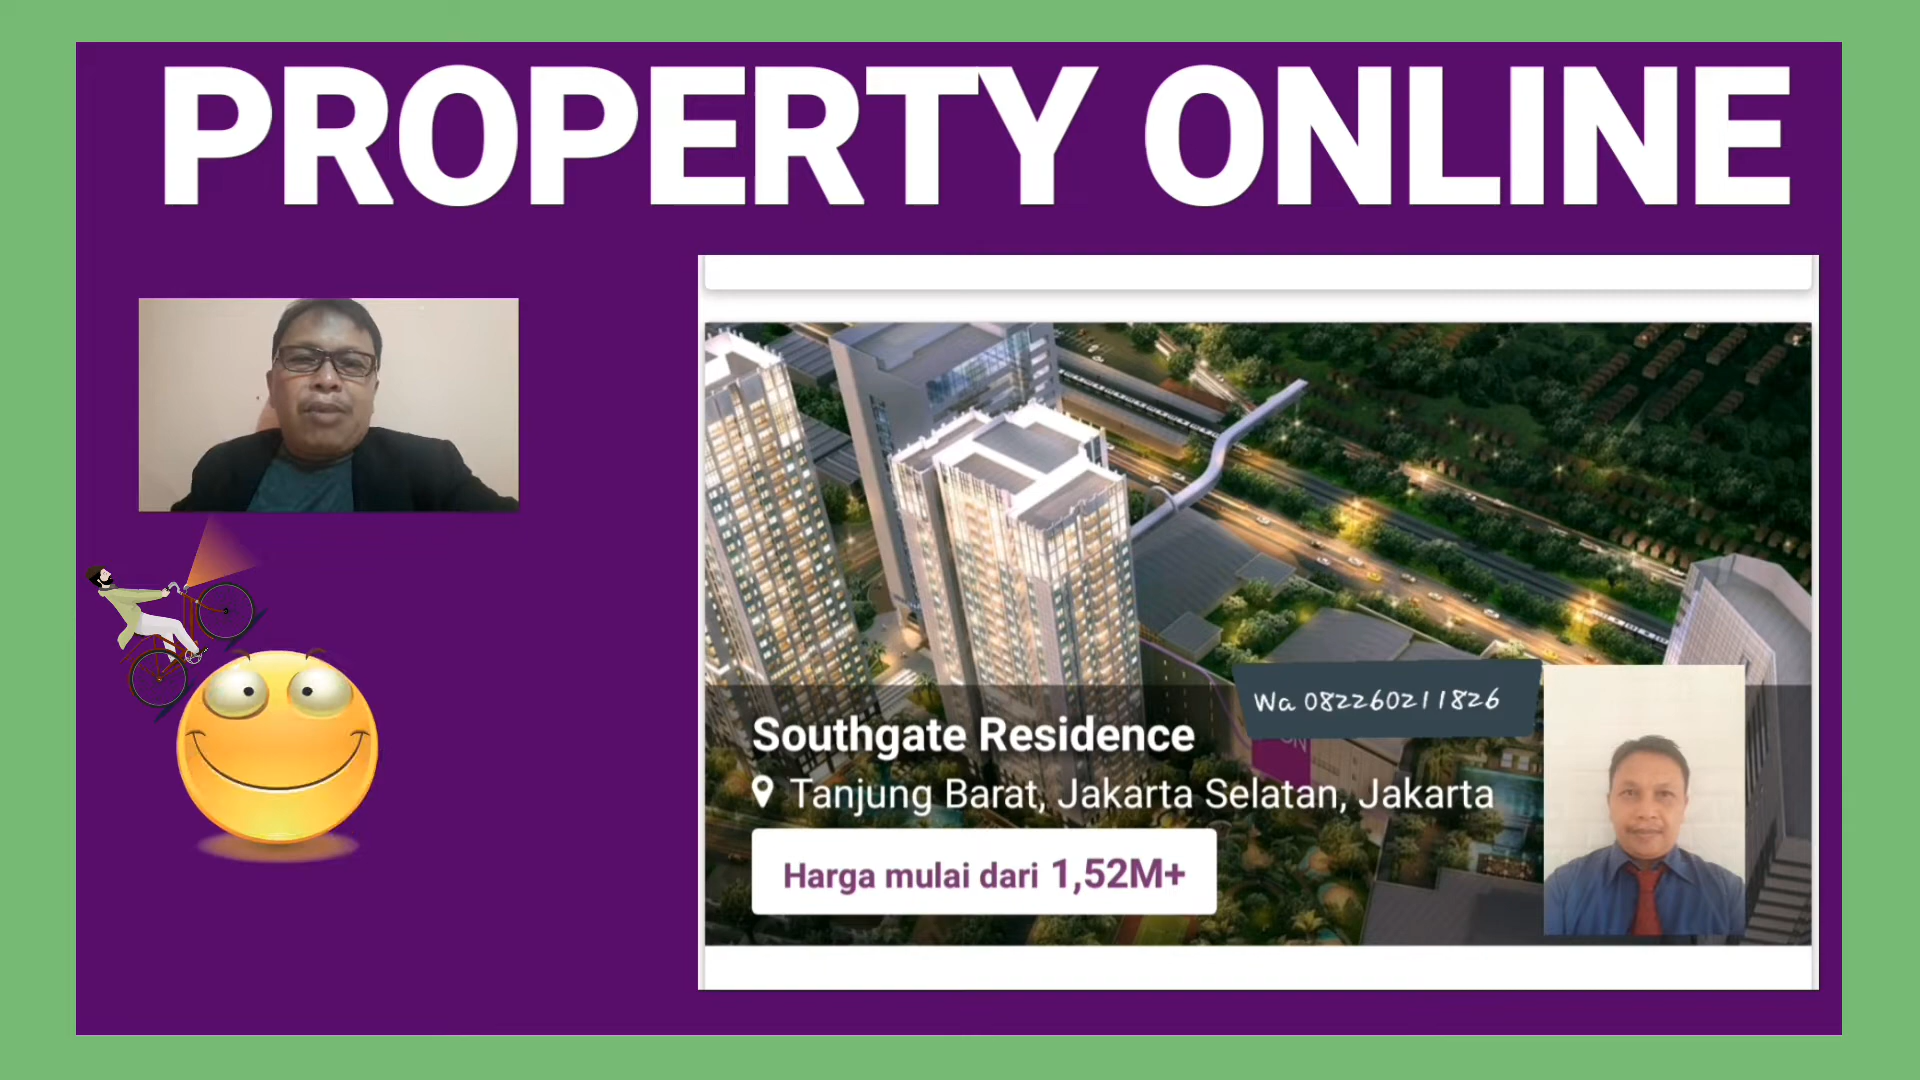 PROPERTY ONLINE
Wa 082260211826
Southgate Residence
Tanjung Barat, Jakarta Selatan, Jakarta
Harga mulai dari 1,52M+